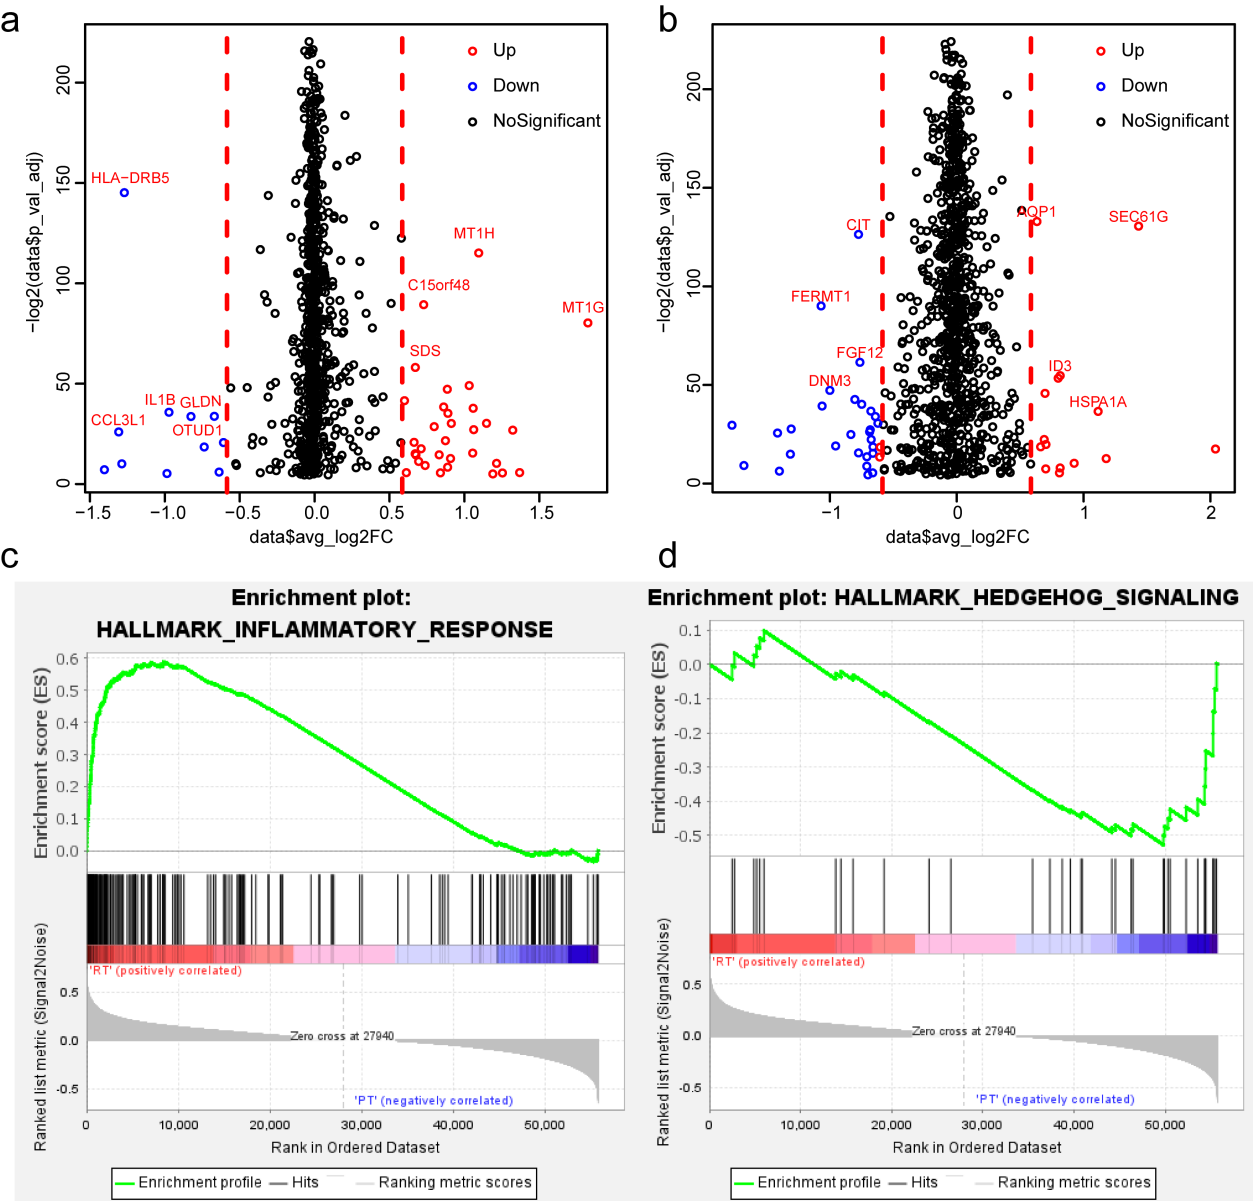 a
Up
Down
NoSignificant
HLA−DRB5
MT1H
C15orf48
MT1G
SDS
IL1B
GLDN
CCL3L1
OTUD1
−log2(data$p_val_adj)
0
50
100
150
200
−1.5
−1.0
−0.5
0.0
0.5
1.0
1.5
data$avg_log2FC
b
Up
Down
NoSignificant
AQP1
SEC61G
CIT
FERMT1
FGF12
DNM3
ID3
HSPA1A
−log2(data$p_val_adj)
0
50
100
150
200
−1
0
1
2
data$avg_log2FC
c
Enrichment plot:
HALLMARK_INFLAMMATORY_RESPONSE
Enrichment score (ES)
0.6
0.5
0.4
0.3
0.2
0.1
0.0
'RT' (positively correlated)
Ranked list metric (Signal2Noise)
0.5
0.0
-0.5
Zero cross at 27940
'PT' (negatively correlated)
0
10,000
20,000
30,000
40,000
50,000
Rank in Ordered Dataset
Enrichment profile
Hits
Ranking metric scores
d
Enrichment plot: HALLMARK_HEDGEHOG_SIGNALING
Enrichment score (ES)
0.1
0.0
-0.1
-0.2
-0.3
-0.4
-0.5
'RT' (positively correlated)
Ranked list metric (Signal2Noise)
0.5
0.0
-0.5
Zero cross at 27940
'PT' (negatively correlated)
0
10,000
20,000
30,000
40,000
50,000
Rank in Ordered Dataset
Enrichment profile
Hits
Ranking metric scores